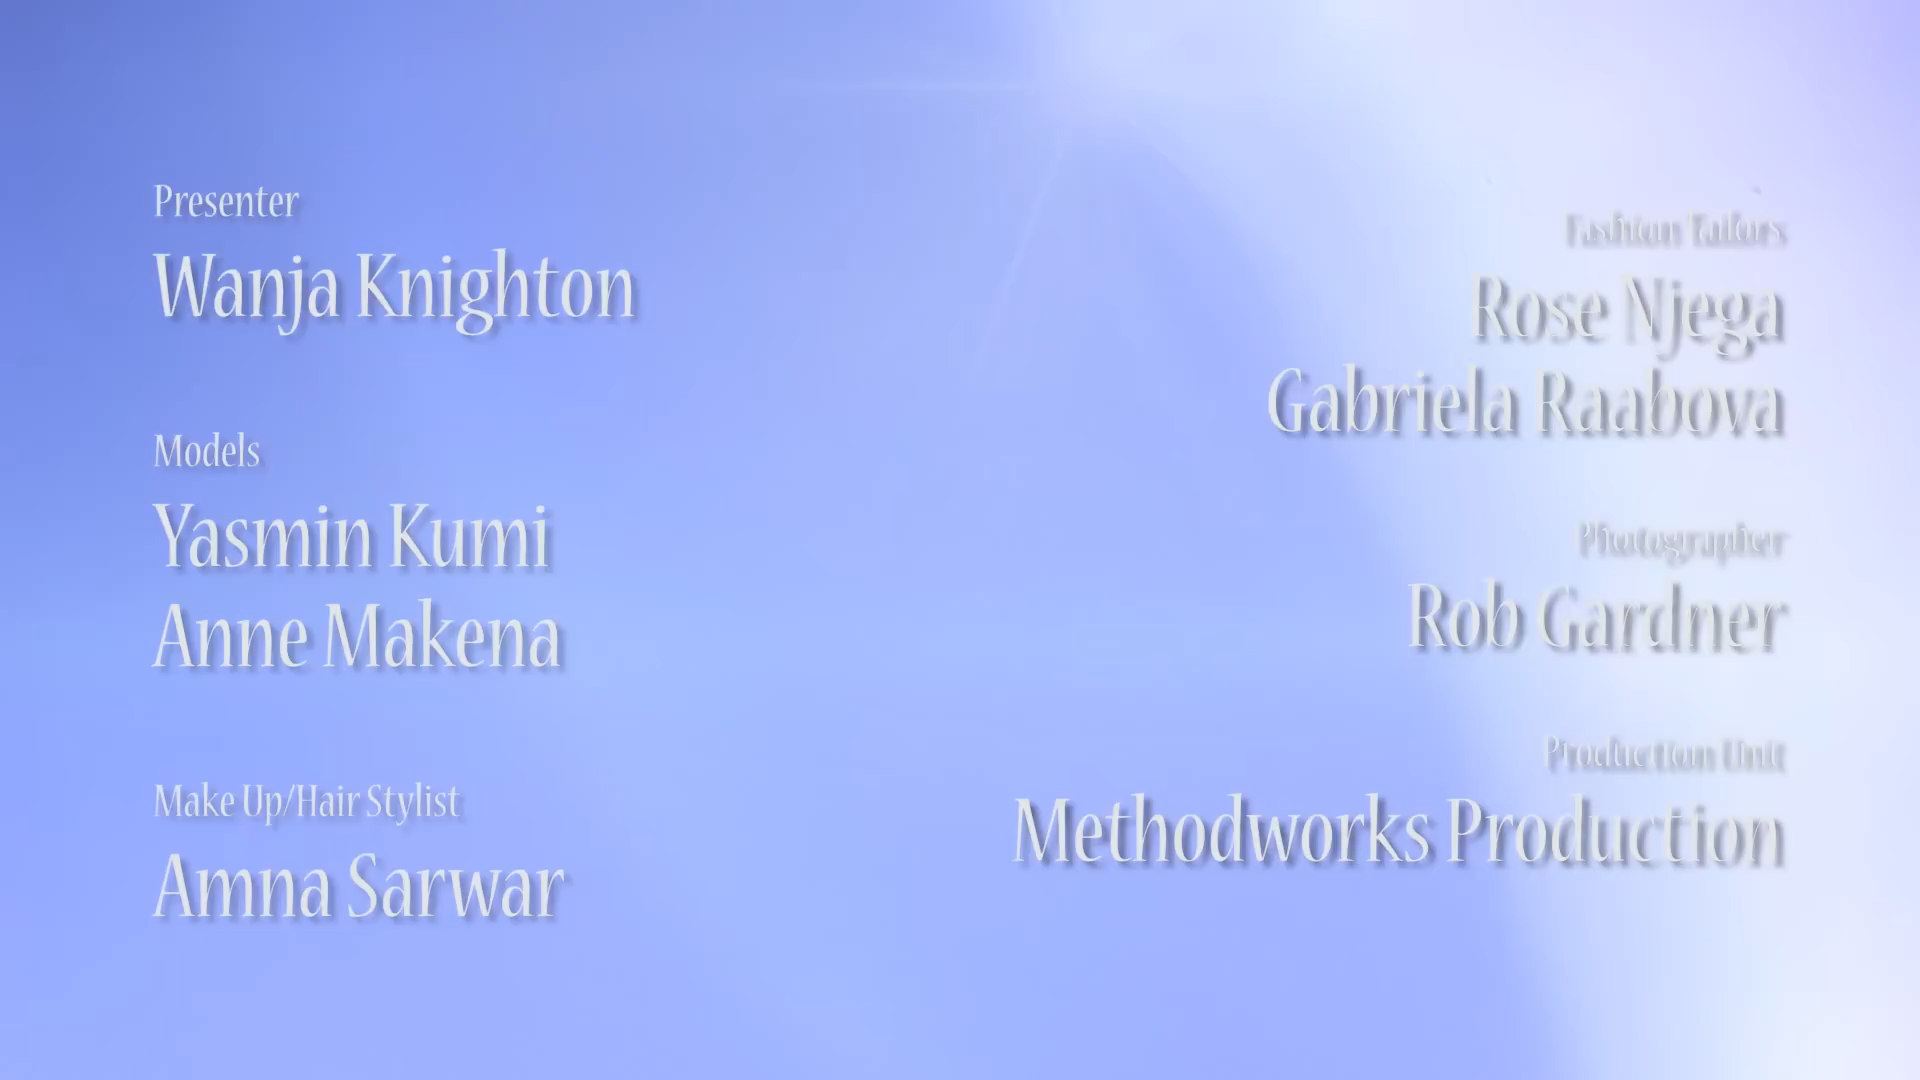 Presenter
Wanja Knighton
Models
Yasmin Kumi
Anne Makena
Make Up/Hair Stylist
Amna Sarwar
Fashion Tailors
Rose Njega
Gabriela Raabova
Photographer
Rob Gardner
Production Unit
Methodworks Production